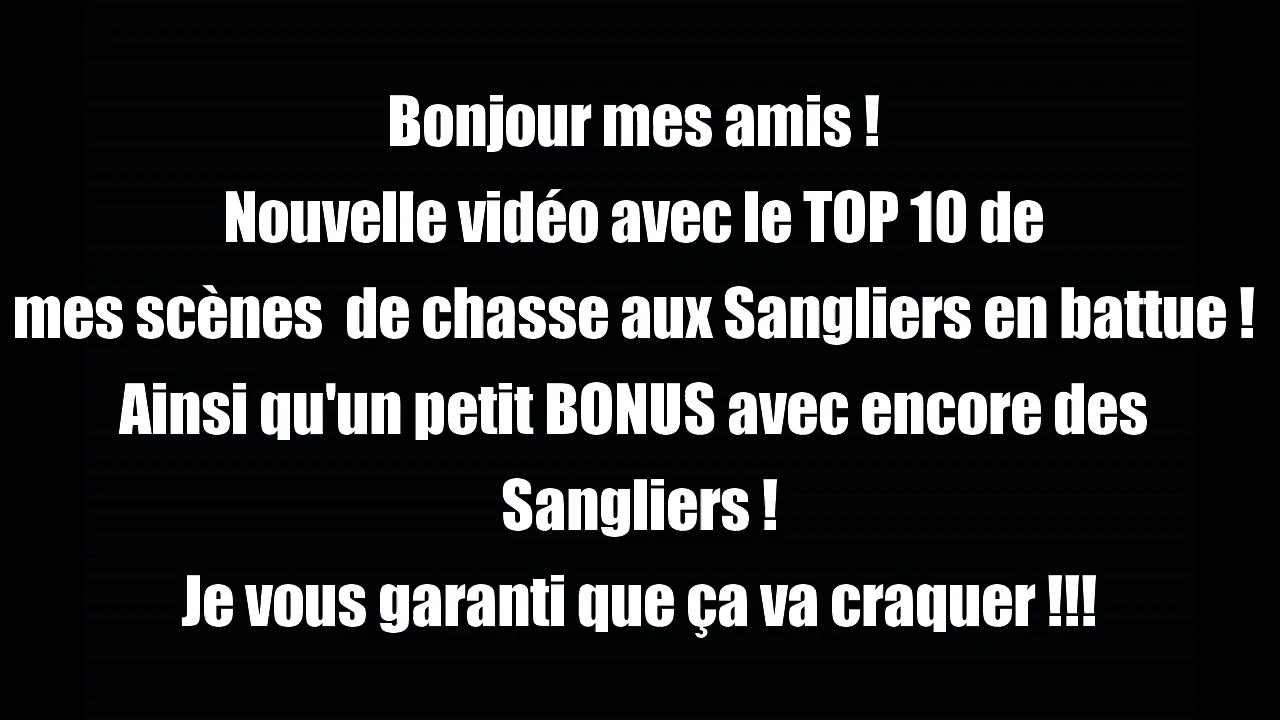 Bonjour mes amis !
Nouvelle vidéo avec le TOP 10 de
mes scènes  de chasse aux Sangliers en battue !
Ainsi qu'un petit BONUS avec encore des
Sangliers !
Je vous garanti que ça va craquer !!!